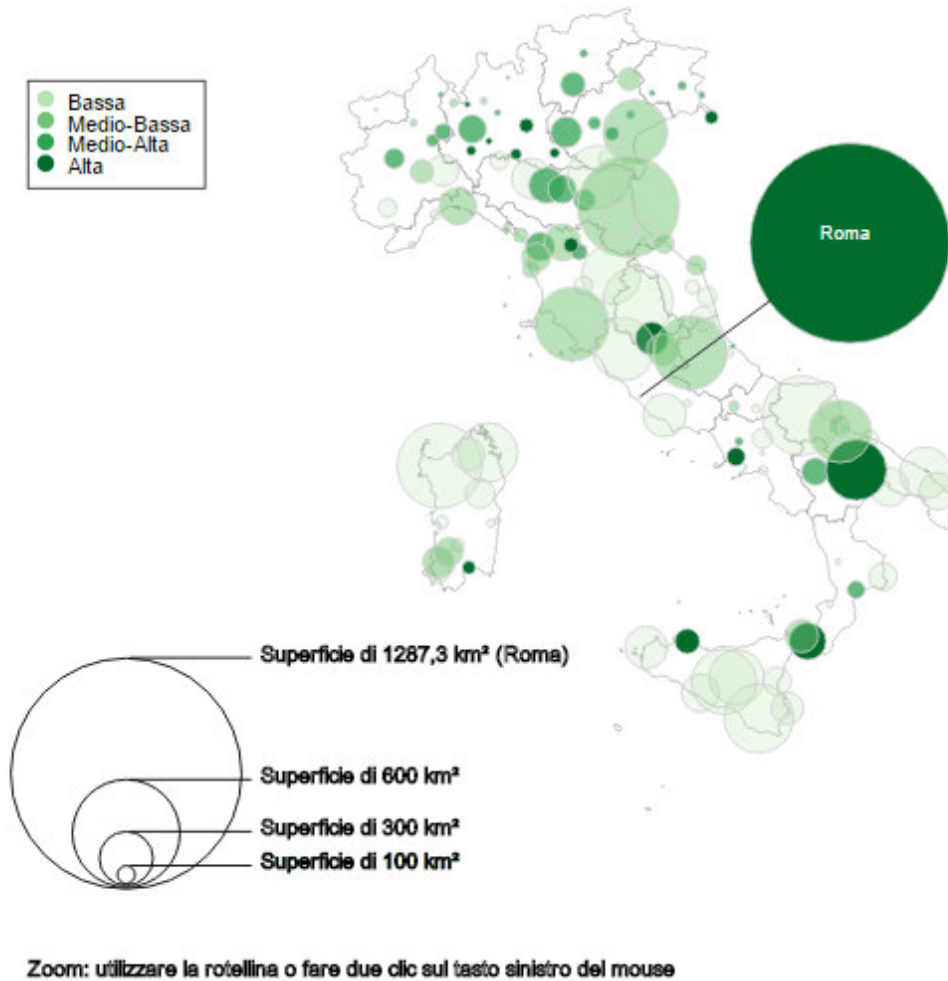 Bassa
Medio-Bassa
Medio-Alta
Alta
Roma
Superficie di 1287,3 km² (Roma)
Superficie di 600 km²
Superficie di 300 km²
Superficie di 100 km²
Zoom: utilizzare la rotellina o fare due clic sul tasto sinistro del mouse